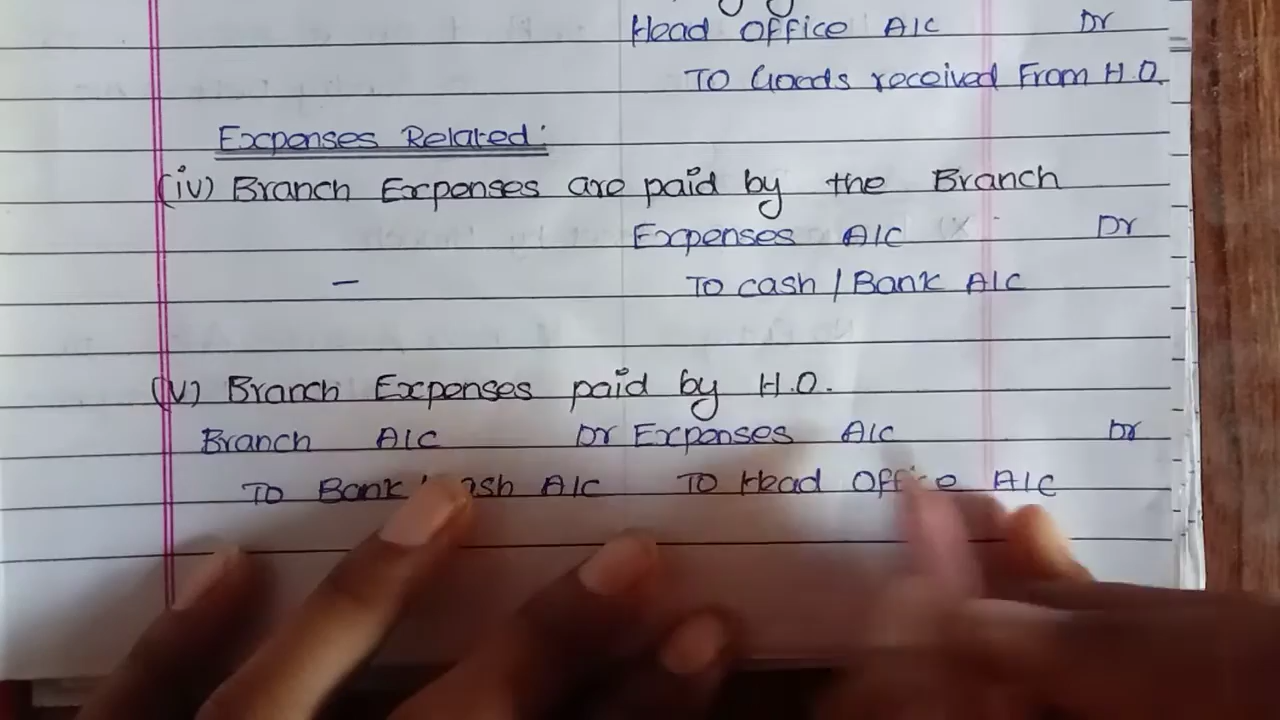 Head Office A/C Dr
To Goods received From H.O.
Expenses Related:
(iv) Branch Expenses are paid by the Branch
Expenses A/C Dr
– To cash / Bank A/C
(v) Branch Expenses paid by H.O.
Branch A/C Dr Expenses A/C Dr
To Bank A/C To Head Office A/C